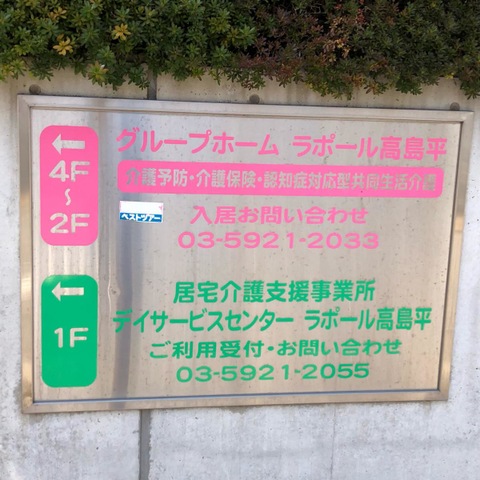 ←
4F
~
2F
グループホーム ラポール高島平
介護予防・介護保険・認知症対応型共同生活介護
ベストツアー
入居お問い合わせ
03-5921-2033
←
1F
居宅介護支援事業所
デイサービスセンター ラポール高島平
ご利用受付・お問い合わせ
03-5921-2055